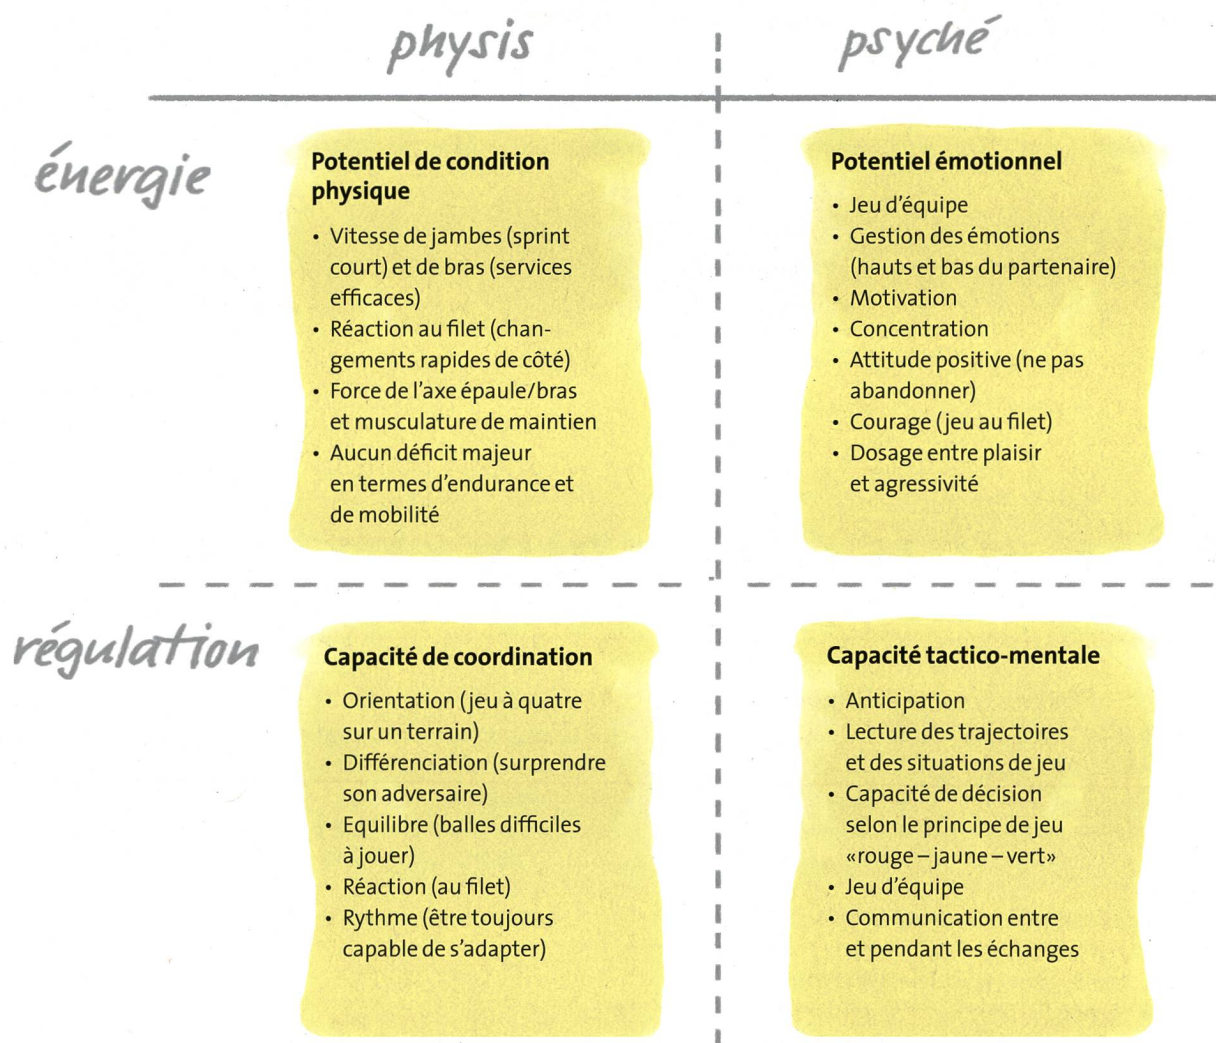 physis
psyché
énergie
Potentiel de condition
physique
• Vitesse de jambes (sprint
court) et de bras (services
efficaces)
• Réaction au filet (chan-
gements rapides de côté)
• Force de l'axe épaule/bras
et musculature de maintien
• Aucun déficit majeur
en termes d'endurance et
de mobilité
Potentiel émotionnel
• Jeu d'équipe
• Gestion des émotions
(hauts et bas du partenaire)
• Motivation
• Concentration
• Attitude positive (ne pas
abandonner)
• Courage (jeu au filet)
• Dosage entre plaisir
et agressivité
régulation
Capacité de coordination
• Orientation (jeu à quatre
sur un terrain)
• Différenciation (surprendre
son adversaire)
• Equilibre (balles difficiles
à jouer)
• Réaction (au filet)
• Rythme (être toujours
capable de s'adapter)
Capacité tactico-mentale
• Anticipation
• Lecture des trajectoires
et des situations de jeu
• Capacité de décision
selon le principe de jeu
«rouge – jaune – vert»
• Jeu d'équipe
• Communication entre
et pendant les échanges